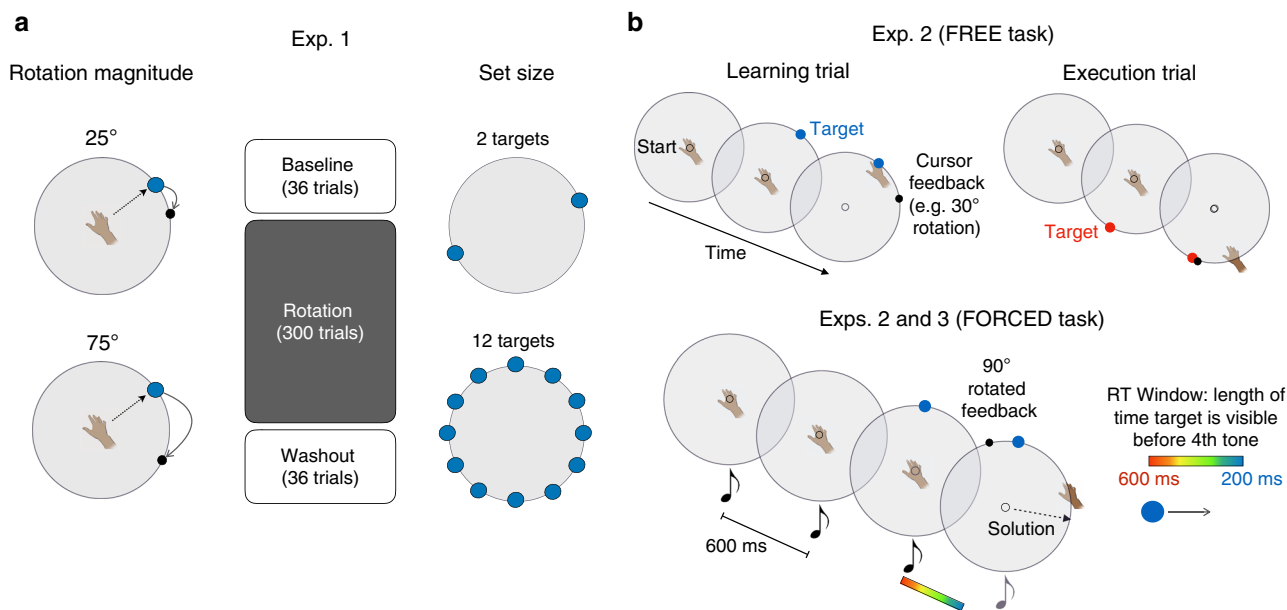 a
Exp. 1
Rotation magnitude
25°
75°
Baseline
(36 trials)
Rotation
(300 trials)
Washout
(36 trials)
Set size
2 targets
12 targets
b
Exp. 2 (FREE task)
Learning trial
Start
Target
Cursor
feedback
(e.g. 30°
rotation)
Time
Execution trial
Target
Exps. 2 and 3 (FORCED task)
600 ms
90°
rotated
feedback
Solution
RT Window: length of
time target is visible
before 4th tone
600 ms
200 ms